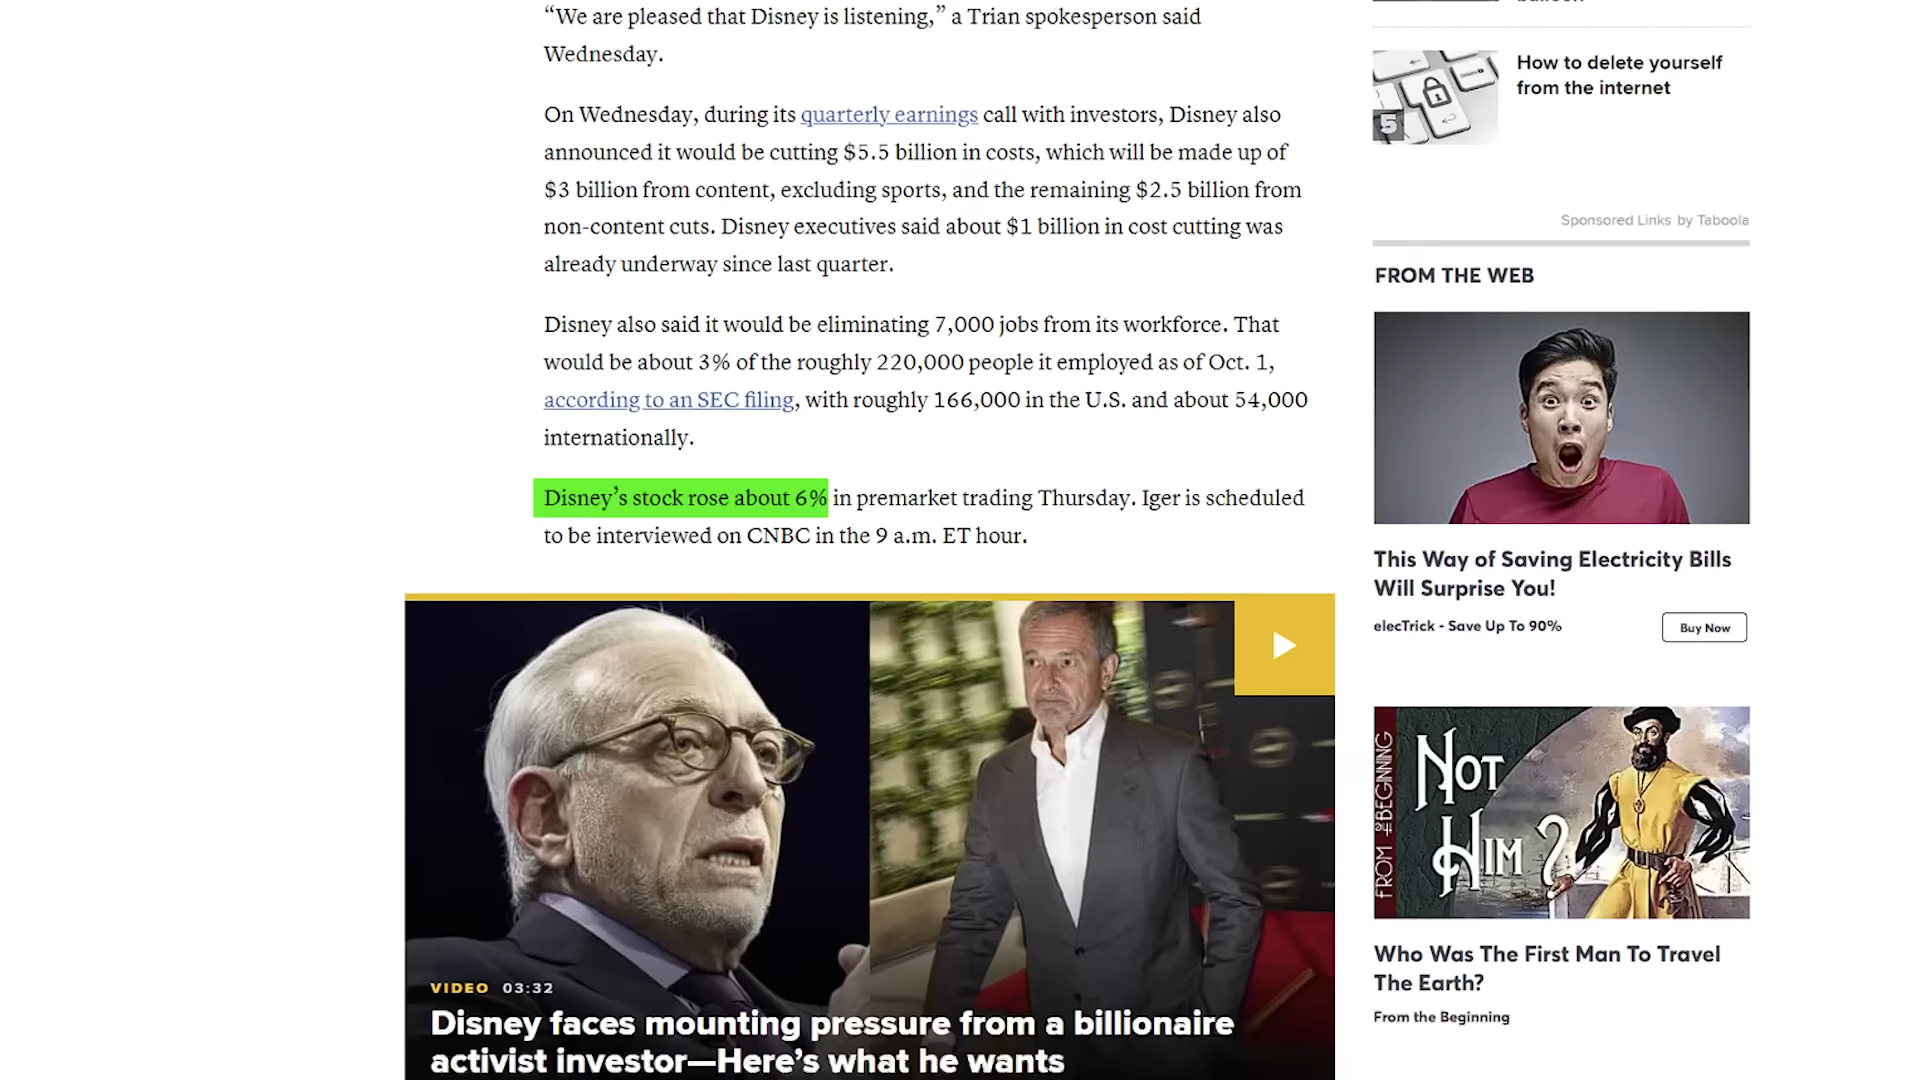 “We are pleased that Disney is listening,” a Trian spokesperson said
Wednesday.
On Wednesday, during its quarterly earnings call with investors, Disney also
announced it would be cutting $5.5 billion in costs, which will be made up of
$3 billion from content, excluding sports, and the remaining $2.5 billion from
non-content cuts. Disney executives said about $1 billion in cost cutting was
already underway since last quarter.
Disney also said it would be eliminating 7,000 jobs from its workforce. That
would be about 3% of the roughly 220,000 people it employed as of Oct. 1,
according to an SEC filing, with roughly 166,000 in the U.S. and about 54,000
internationally.
Disney’s stock rose about 6% in premarket trading Thursday. Iger is scheduled
to be interviewed on CNBC in the 9 a.m. ET hour.
VIDEO 03:32
Disney faces mounting pressure from a billionaire
activist investor—Here’s what he wants
5
How to delete yourself
from the internet
Sponsored Links by Taboola
FROM THE WEB
This Way of Saving Electricity Bills
Will Surprise You!
elecTrick - Save Up To 90%
Buy Now
FROM THE BEGINNING
NOT
HIM?
Who Was The First Man To Travel
The Earth?
From the Beginning